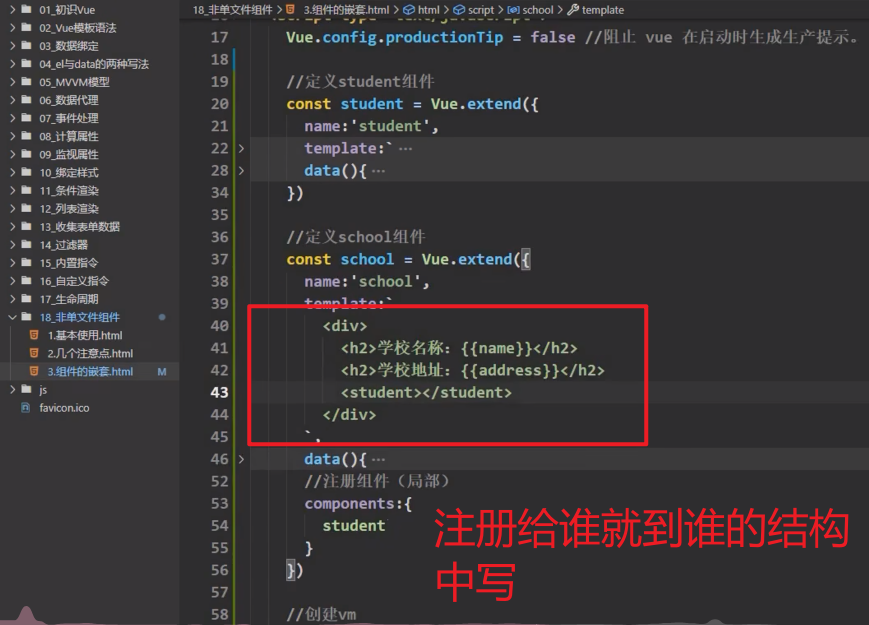 01_初识Vue
02_Vue模板语法
03_数据绑定
04_el与data的两种写法
05_MVVM模型
06_数据代理
07_事件处理
08_计算属性
09_监视属性
10_绑定样式
11_条件渲染
12_列表渲染
13_收集表单数据
14_过滤器
15_内置指令
16_自定义指令
17_生命周期
18_非单文件组件
1.基本使用.html
2.几个注意点.html
3.组件的嵌套.html M
js
favicon.ico
18_非单文件组件 > 3.组件的嵌套.html > html > script > school > template
17 Vue.config.productionTip = false //阻止 vue 在启动时生成生产提示。
18
19 //定义student组件
20 const student = Vue.extend({
21 name:'student',
22 template:` ···
28 data(){ ···
34 })
35
36 //定义school组件
37 const school = Vue.extend({
38 name:'school',
39 template:`
40 <div>
41 <h2>学校名称：{{name}}</h2>
42 <h2>学校地址：{{address}}</h2>
43 <student></student>
44 </div>
45 `,
46 data(){ ···
52 //注册组件（局部）
53 components:{
54 student
55 }
56 })
57
58 //创建vm
注册给谁就到谁的结构
中写